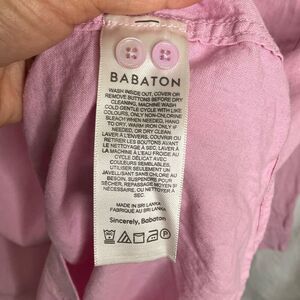 BABATON
WASH INSIDE OUT, COVER OR
REMOVE BUTTONS BEFORE DRY
CLEANING, MACHINE WASH
COLD GENTLE CYCLE WITH LIKE
COLOURS, ONLY NON-CHLORINE
BLEACH WHEN NEEDED, HANG
TO DRY, WARM IRON ONLY IF
NEEDED, OR DRY CLEAN.
LAVER À L'ENVERS, COUVRIR OU
RETIRER LES BOUTONS AVANT
LE NETTOYAGE À SEC, LAVER À
LA MACHINE À L'EAU FROIDE AU
CYCLE DÉLICAT AVEC DES
COULEURS SEMBLABLES,
UTILISER SEULEMENT UN
JAVELLISANT SANS CHLORE AU
BESOIN, SUSPENDRE POUR
SÉCHER, REPASSAGE MOYEN SI
NÉCESSAIRE, OU NETTOYER À
SEC.
MADE IN SRI LANKA
FABRIQUÉ AU SRI LANKA
Sincerely, Babaton